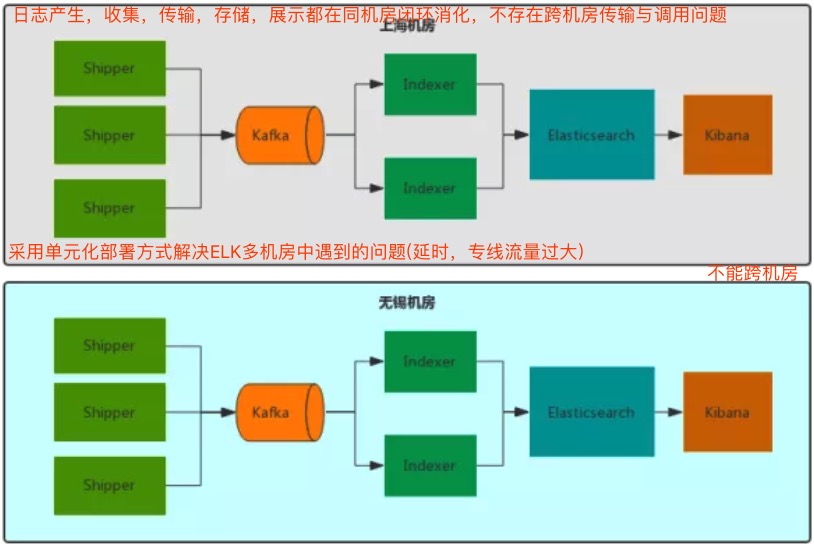 日志产生，收集，传输，存储，展示都在同机房闭环消化，不存在跨机房传输与调用问题
上海机房
Shipper
Shipper
Shipper
Kafka
Indexer
Indexer
Elasticsearch
Kibana
采用单元化部署方式解决ELK多机房中遇到的问题(延时，专线流量过大)
不能跨机房
无锡机房
Shipper
Shipper
Shipper
Kafka
Indexer
Indexer
Elasticsearch
Kibana